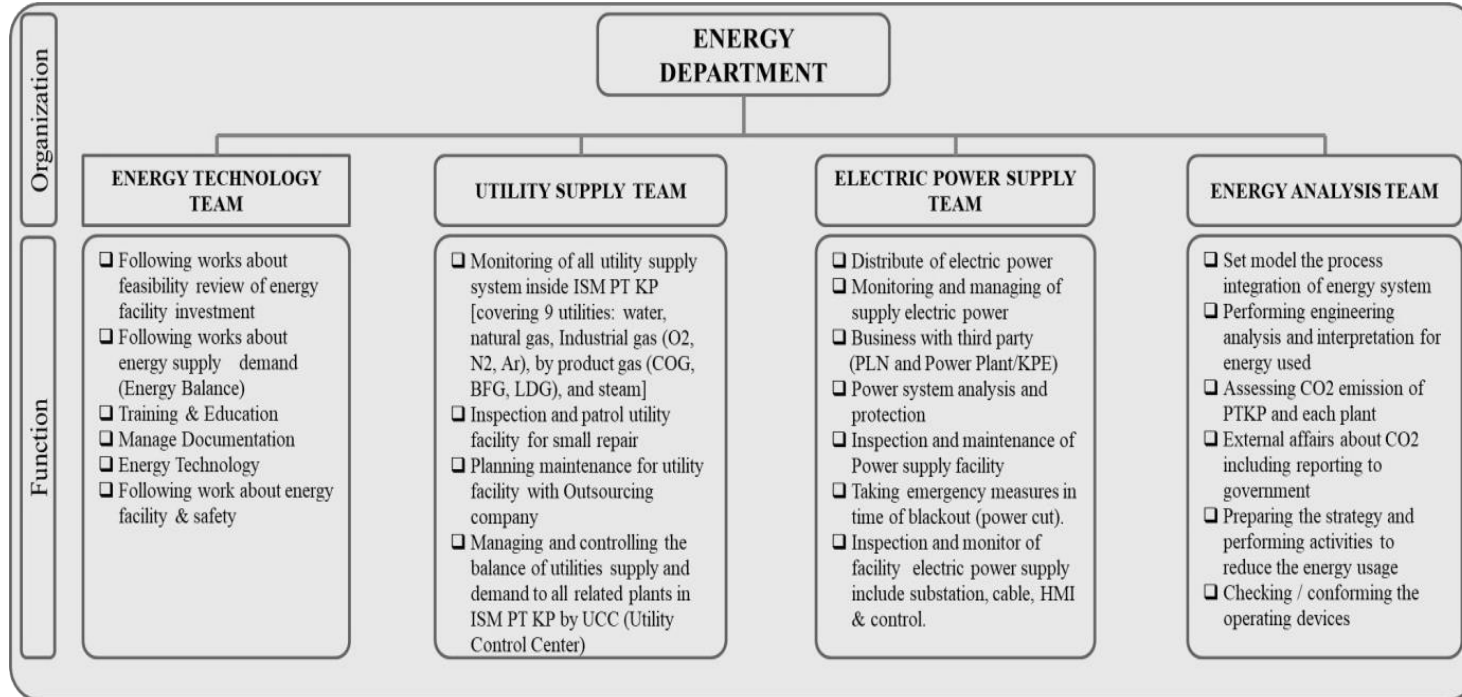 Organization
ENERGY
DEPARTMENT
ENERGY TECHNOLOGY
TEAM
UTILITY SUPPLY TEAM
ELECTRIC POWER SUPPLY
TEAM
ENERGY ANALYSIS TEAM
Function
❑ Following works about
feasibility review of energy
facility investment
❑ Following works about
energy supply demand
(Energy Balance)
❑ Training & Education
❑ Manage Documentation
❑ Energy Technology
❑ Following work about energy
facility & safety
❑ Monitoring of all utility supply
system inside ISM PT KP
[covering 9 utilities: water,
natural gas, Industrial gas (O2,
N2, Ar), by product gas (COG,
BFG, LDG), and steam]
❑ Inspection and patrol utility
facility for small repair
❑ Planning maintenance for utility
facility with Outsourcing
company
❑ Managing and controlling the
balance of utilities supply and
demand to all related plants in
ISM PT KP by UCC (Utility
Control Center)
❑ Distribute of electric power
❑ Monitoring and managing of
supply electric power
❑ Business with third party
(PLN and Power Plant/KPE)
❑ Power system analysis and
protection
❑ Inspection and maintenance of
Power supply facility
❑ Taking emergency measures in
time of blackout (power cut).
❑ Inspection and monitor of
facility electric power supply
include substation, cable, HMI
& control.
❑ Set model the process
integration of energy system
❑ Performing engineering
analysis and interpretation for
energy used
❑ Assessing CO2 emission of
PTKP and each plant
❑ External affairs about CO2
including reporting to
government
❑ Preparing the strategy and
performing activities to
reduce the energy usage
❑ Checking / conforming the
operating devices